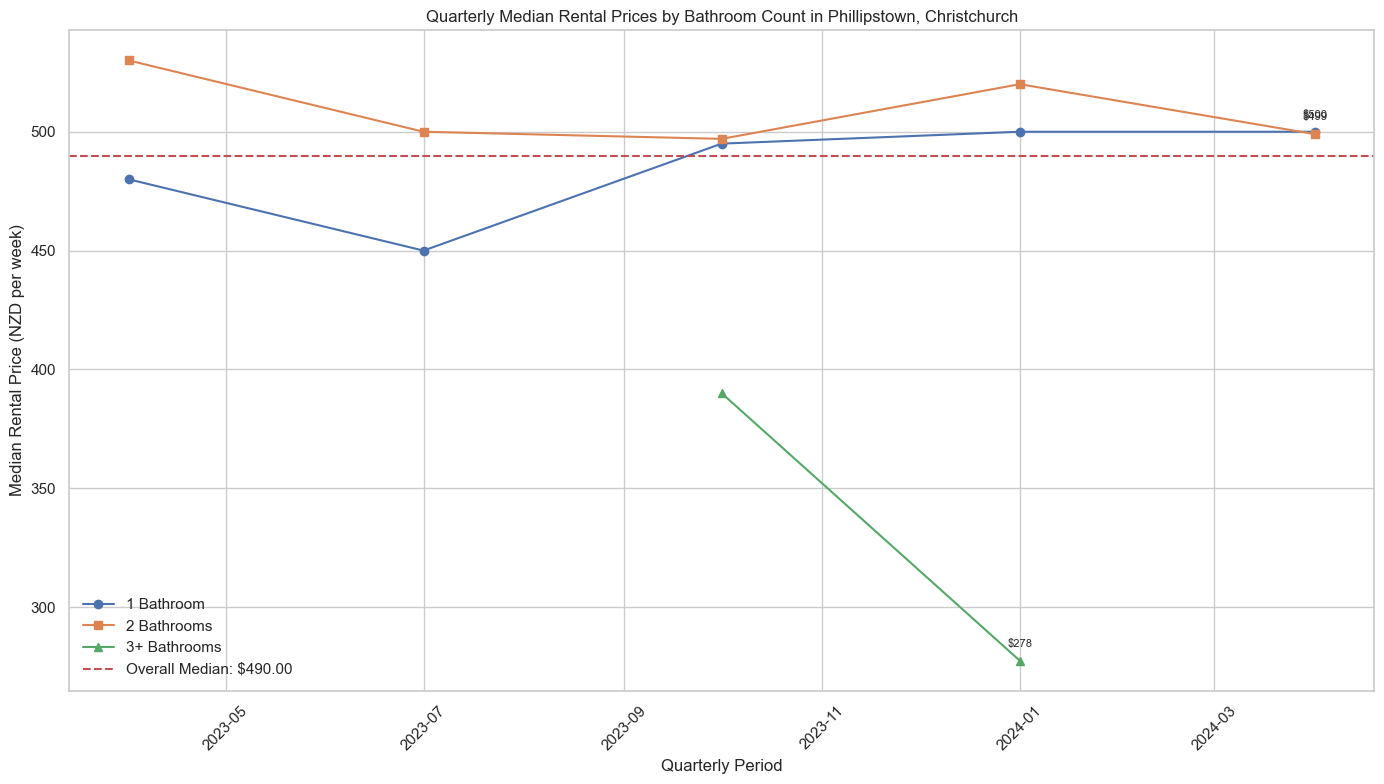 Quarterly Median Rental Prices by Bathroom Count in Phillipstown, Christchurch
Median Rental Price (NZD per week)
500
450
400
350
300
$500
$499
$278
1 Bathroom
2 Bathrooms
3+ Bathrooms
Overall Median: $490.00
2023-05
2023-07
2023-09
2023-11
2024-01
2024-03
Quarterly Period